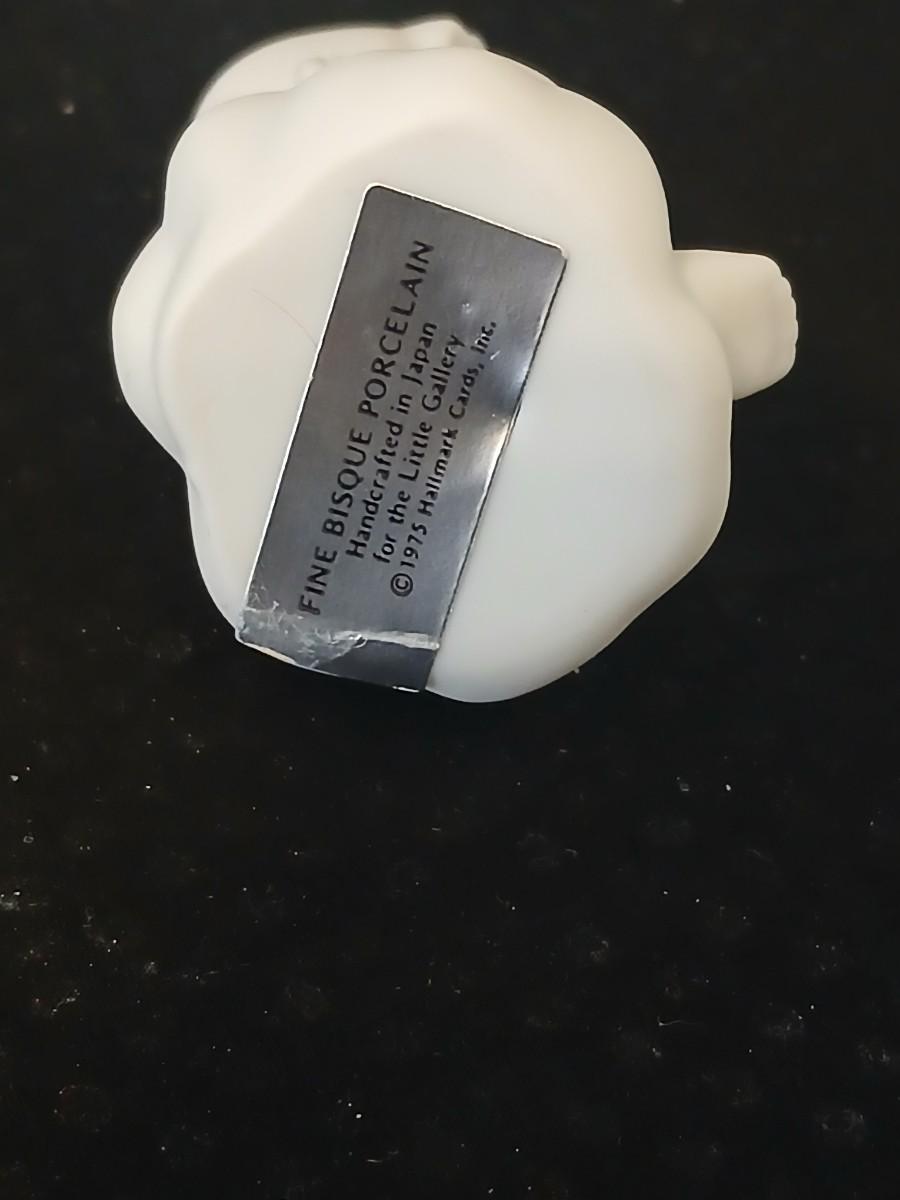 FINE BISQUE PORCELAIN
Handcrafted in Japan
for the Little Gallery
©1975 Hallmark Cards, Inc.